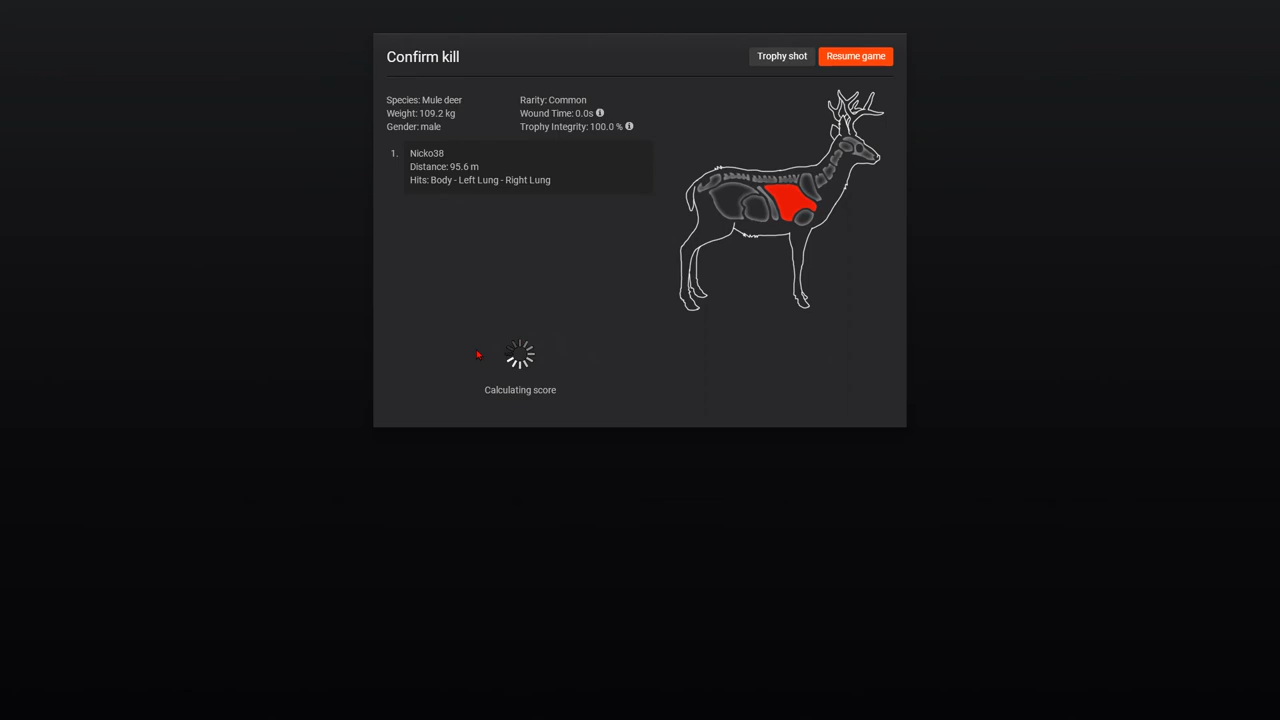 Confirm kill
Trophy shot
Resume game
Species: Mule deer
Rarity: Common
Weight: 109.2 kg
Wound Time: 0.0s
Gender: male
Trophy Integrity: 100.0 %
1. Nicko38
Distance: 95.6 m
Hits: Body - Left Lung - Right Lung
Calculating score